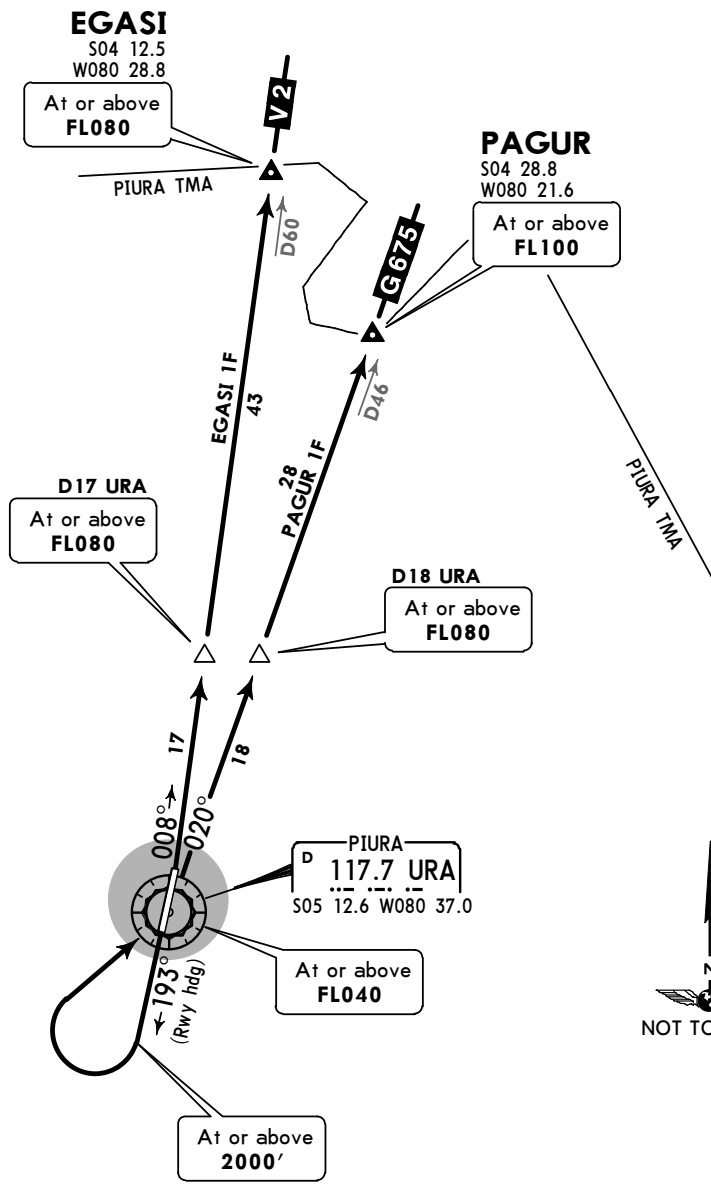 EGASI
S04 12.5
W080 28.8
At or above
FL080
V 2
PIURA TMA
D60
PAGUR
S04 28.8
W080 21.6
At or above
FL100
G 675
D46
EGASI 1F
43
28
PAGUR 1F
PIURA TMA
D17 URA
At or above
FL080
D18 URA
At or above
FL080
17
18
008°
020°
PIURA
D 117.7 URA
S05 12.6 W080 37.0
At or above
FL040
193°
(Rwy hdg)
At or above
2000'
NOT TO